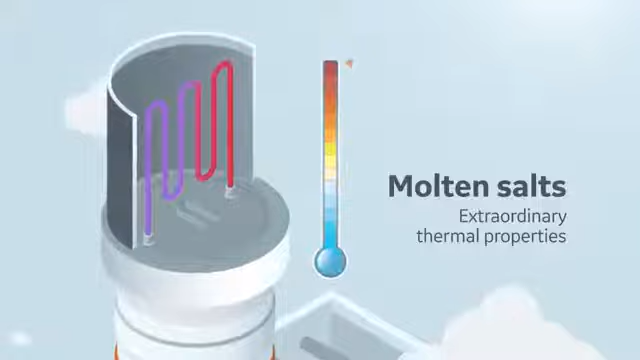 Molten salts
Extraordinary
thermal properties